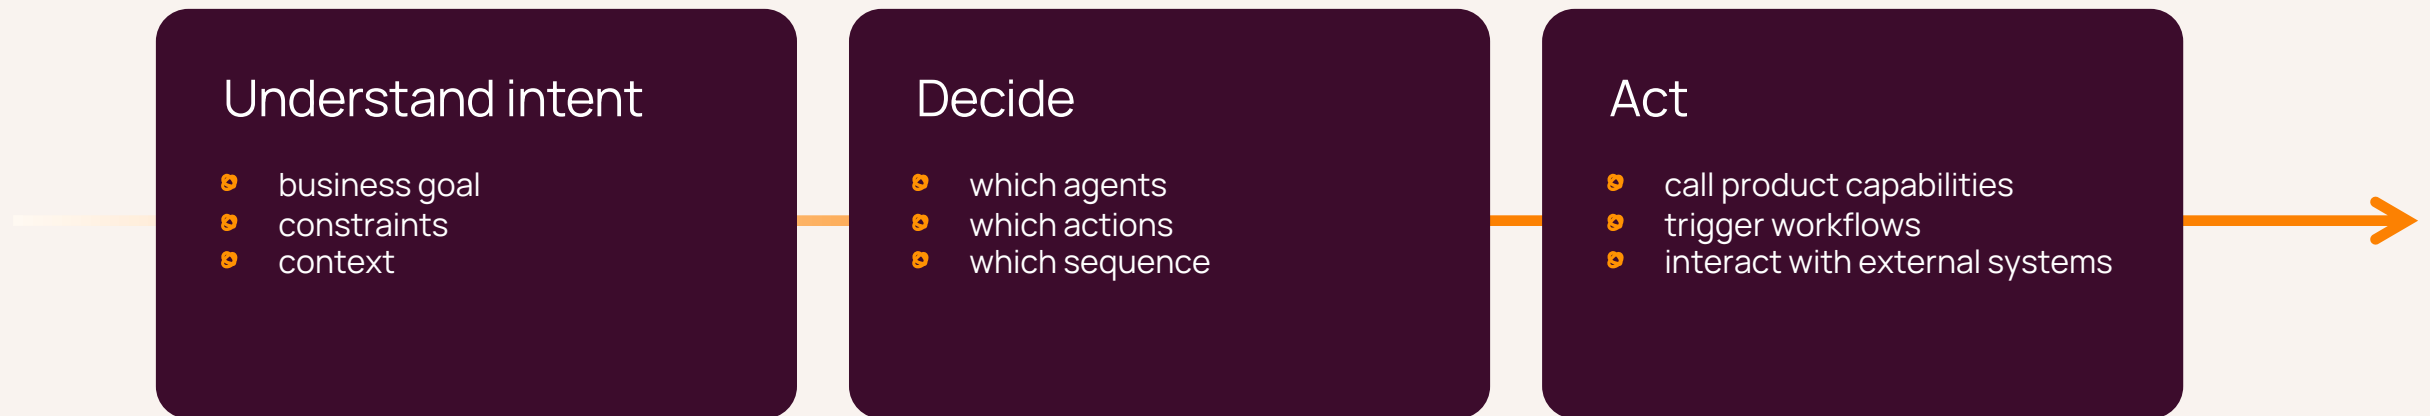 Understand intent
business goal
constraints
context
Decide
which agents
which actions
which sequence
Act
call product capabilities
trigger workflows
interact with external systems